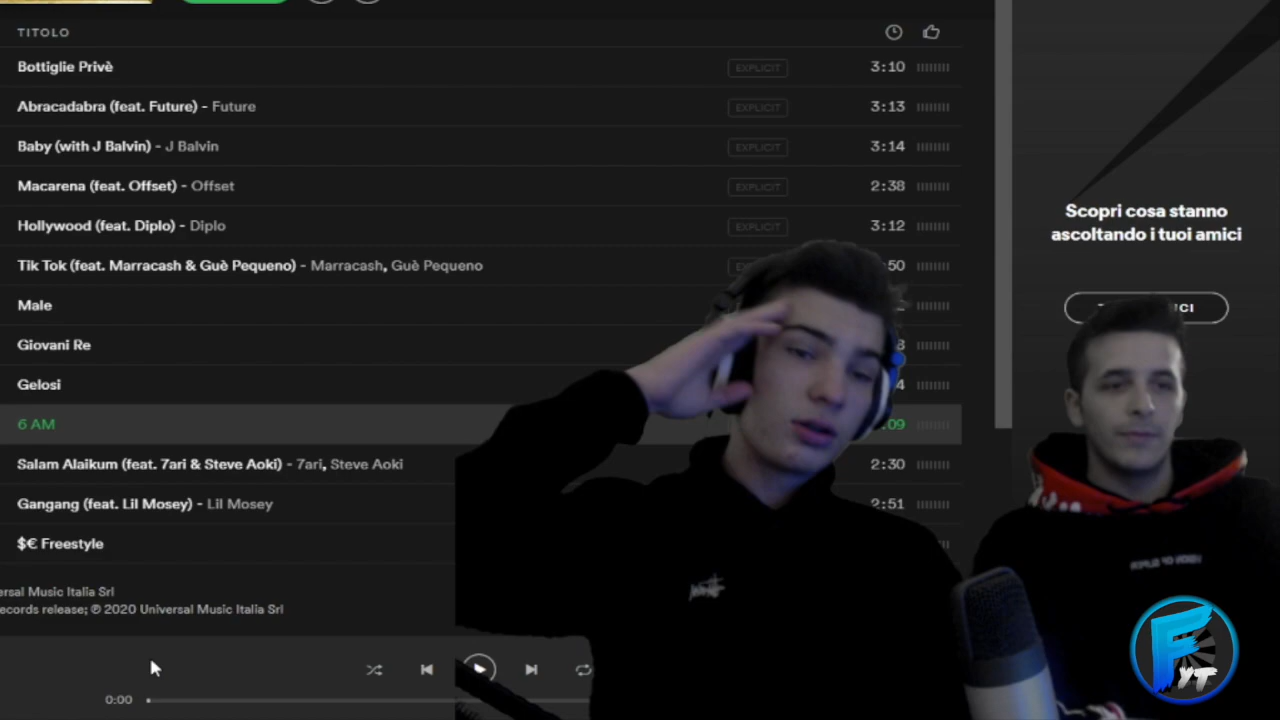 TITOLO
Bottiglie Privè EXPLICIT 3:10
Abracadabra (feat. Future) - Future EXPLICIT 3:13
Baby (with J Balvin) - J Balvin EXPLICIT 3:14
Macarena (feat. Offset) - Offset EXPLICIT 2:38
Hollywood (feat. Diplo) - Diplo EXPLICIT 3:12
Tik Tok (feat. Marracash & Guè Pequeno) - Marracash, Guè Pequeno :50
Male
Giovani Re
Gelosi
6 AM :09
Salam Alaikum (feat. 7ari & Steve Aoki) - 7ari, Steve Aoki 2:30
Gangang (feat. Lil Mosey) - Lil Mosey 2:51
$€ Freestyle
ersal Music Italia Srl
ecords release; ℗ 2020 Universal Music Italia Srl
0:00
Scopri cosa stanno
ascoltando i tuoi amici
FYT